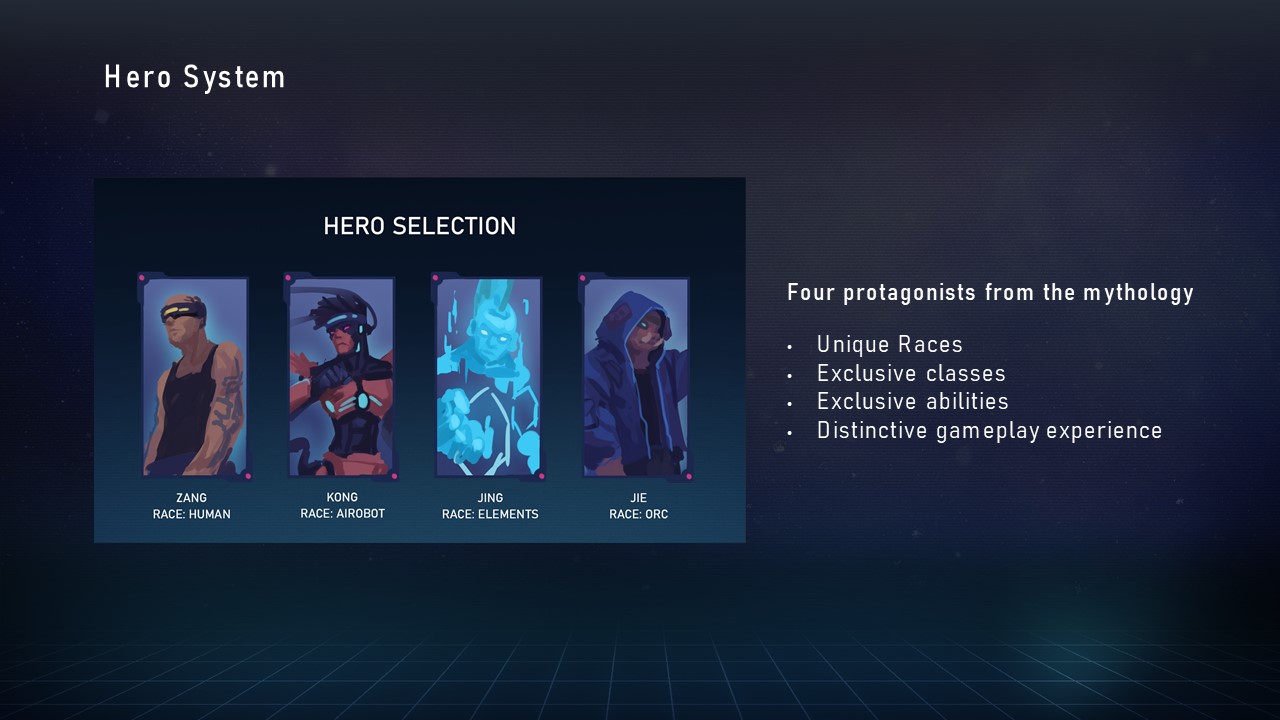 Hero System
HERO SELECTION
ZANG
RACE: HUMAN
KONG
RACE: AIROBOT
JING
RACE: ELEMENTS
JIE
RACE: ORC
Four protagonists from the mythology
• Unique Races
• Exclusive classes
• Exclusive abilities
• Distinctive gameplay experience